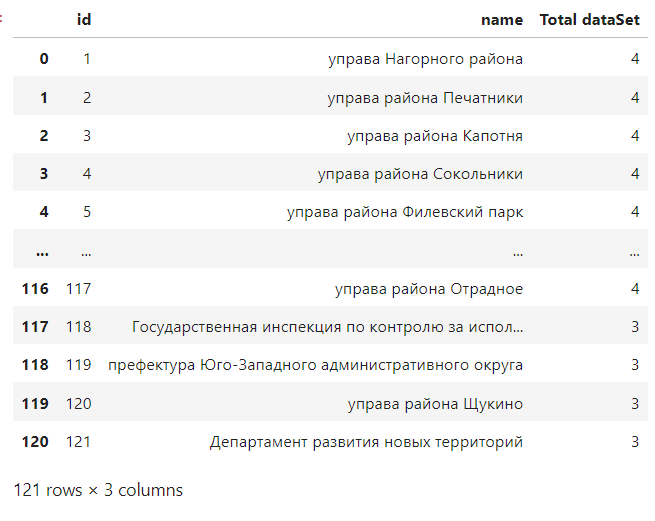 id name Total dataSet
0 1 управа Нагорного района 4
1 2 управа района Печатники 4
2 3 управа района Капотня 4
3 4 управа района Сокольники 4
4 5 управа района Филевский парк 4
... ... ... ...
116 117 управа района Отрадное 4
117 118 Государственная инспекция по контролю за испол... 3
118 119 префектура Юго-Западного административного округа 3
119 120 управа района Щукино 3
120 121 Департамент развития новых территорий 3
121 rows × 3 columns